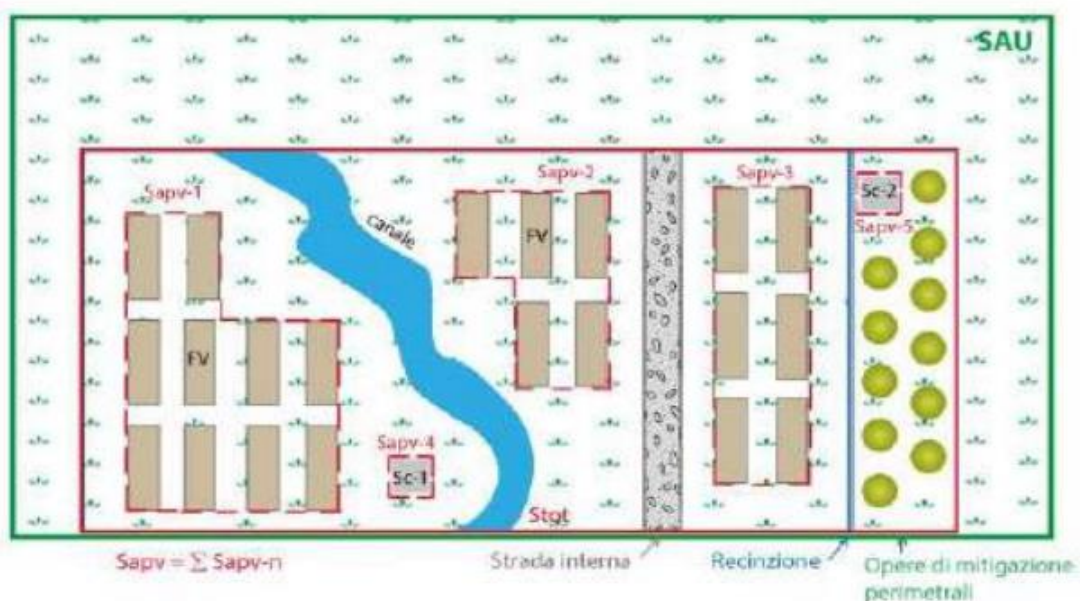 SAU
Sapv-1
Sapv-2
Sapv-3
Sc-2
Sapv-5
canale
FV
FV
Sapv-4
Sc-1
Stot
Sapv = ∑ Sapv-n
Strada interna
Recinzione
Opere di mitigazione
perimetrali